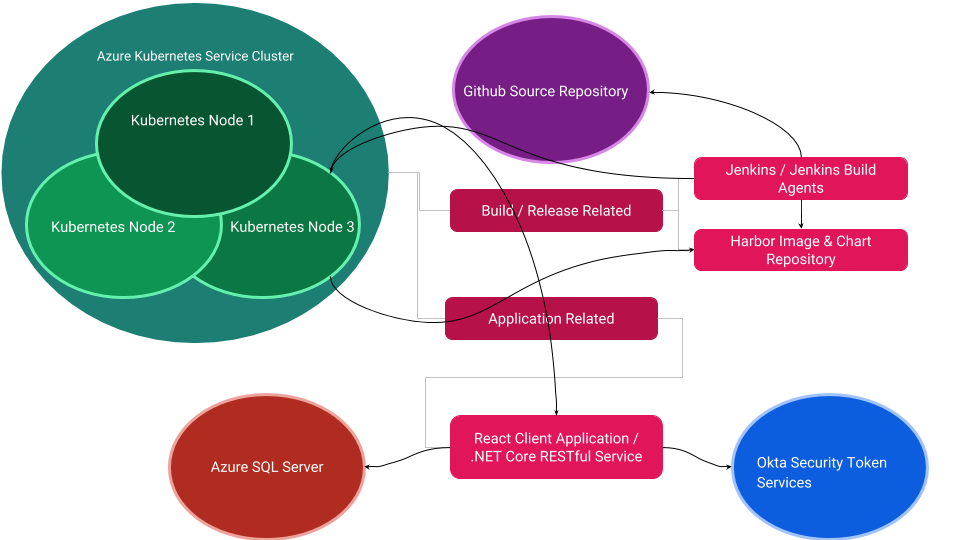 Azure Kubernetes Service Cluster
Kubernetes Node 1
Kubernetes Node 2
Kubernetes Node 3
Github Source Repository
Jenkins / Jenkins Build
Agents
Build / Release Related
Harbor Image & Chart
Repository
Application Related
React Client Application /
.NET Core RESTful Service
Azure SQL Server
Okta Security Token
Services